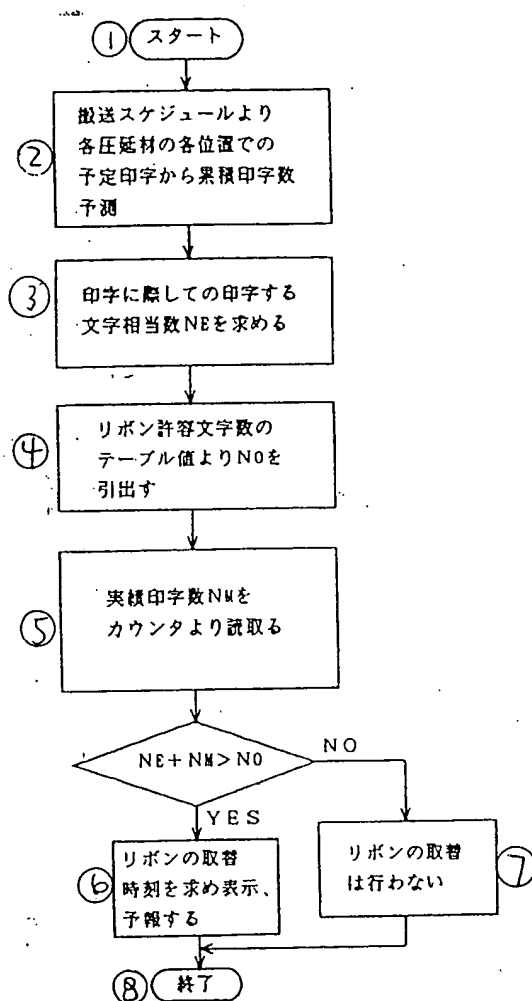 ① スタート
② 搬送スケジュールより
各圧延材の各位置での
予定印字から累積印字数
予測
③ 印字に際しての印字する
文字相当数NEを求める
④ リボン許容文字数の
テーブル値よりN0を
引出す
⑤ 実績印字数NMを
カウンタより読取る
NE+NM>N0
NO
YES
⑥ リボンの取替
時刻を求め表示、
予報する
リボンの取替 ⑦
は行わない
⑧ 終了